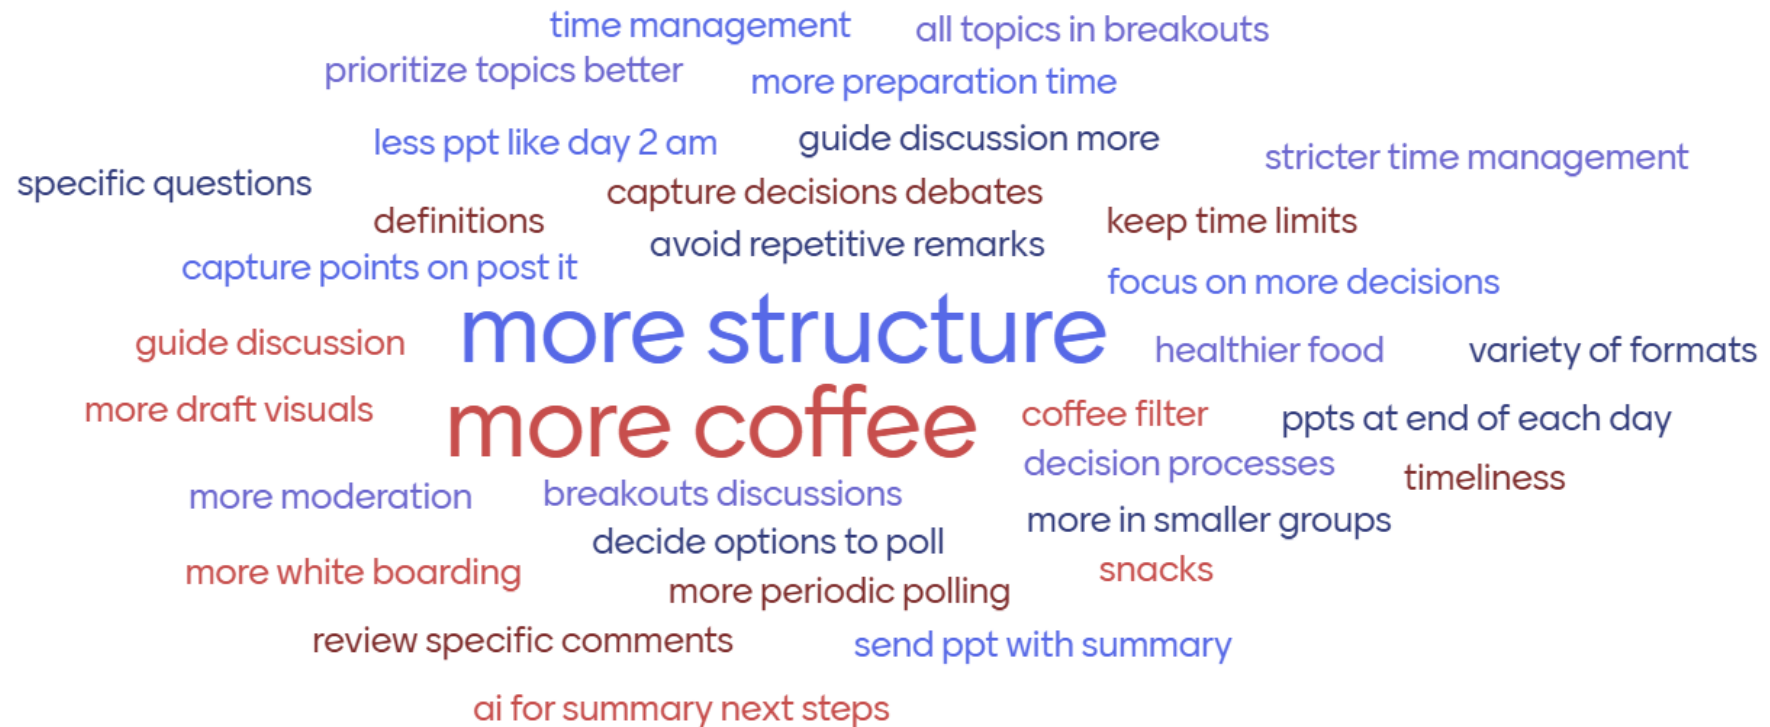 time management
all topics in breakouts
prioritize topics better
more preparation time
less ppt like day 2 am
guide discussion more
stricter time management
specific questions
capture decisions debates
definitions
keep time limits
avoid repetitive remarks
capture points on post it
focus on more decisions
more structure
guide discussion
healthier food
variety of formats
more draft visuals
more coffee
coffee filter
ppts at end of each day
decision processes
timeliness
more moderation
breakouts discussions
more in smaller groups
decide options to poll
more white boarding
snacks
more periodic polling
review specific comments
send ppt with summary
ai for summary next steps